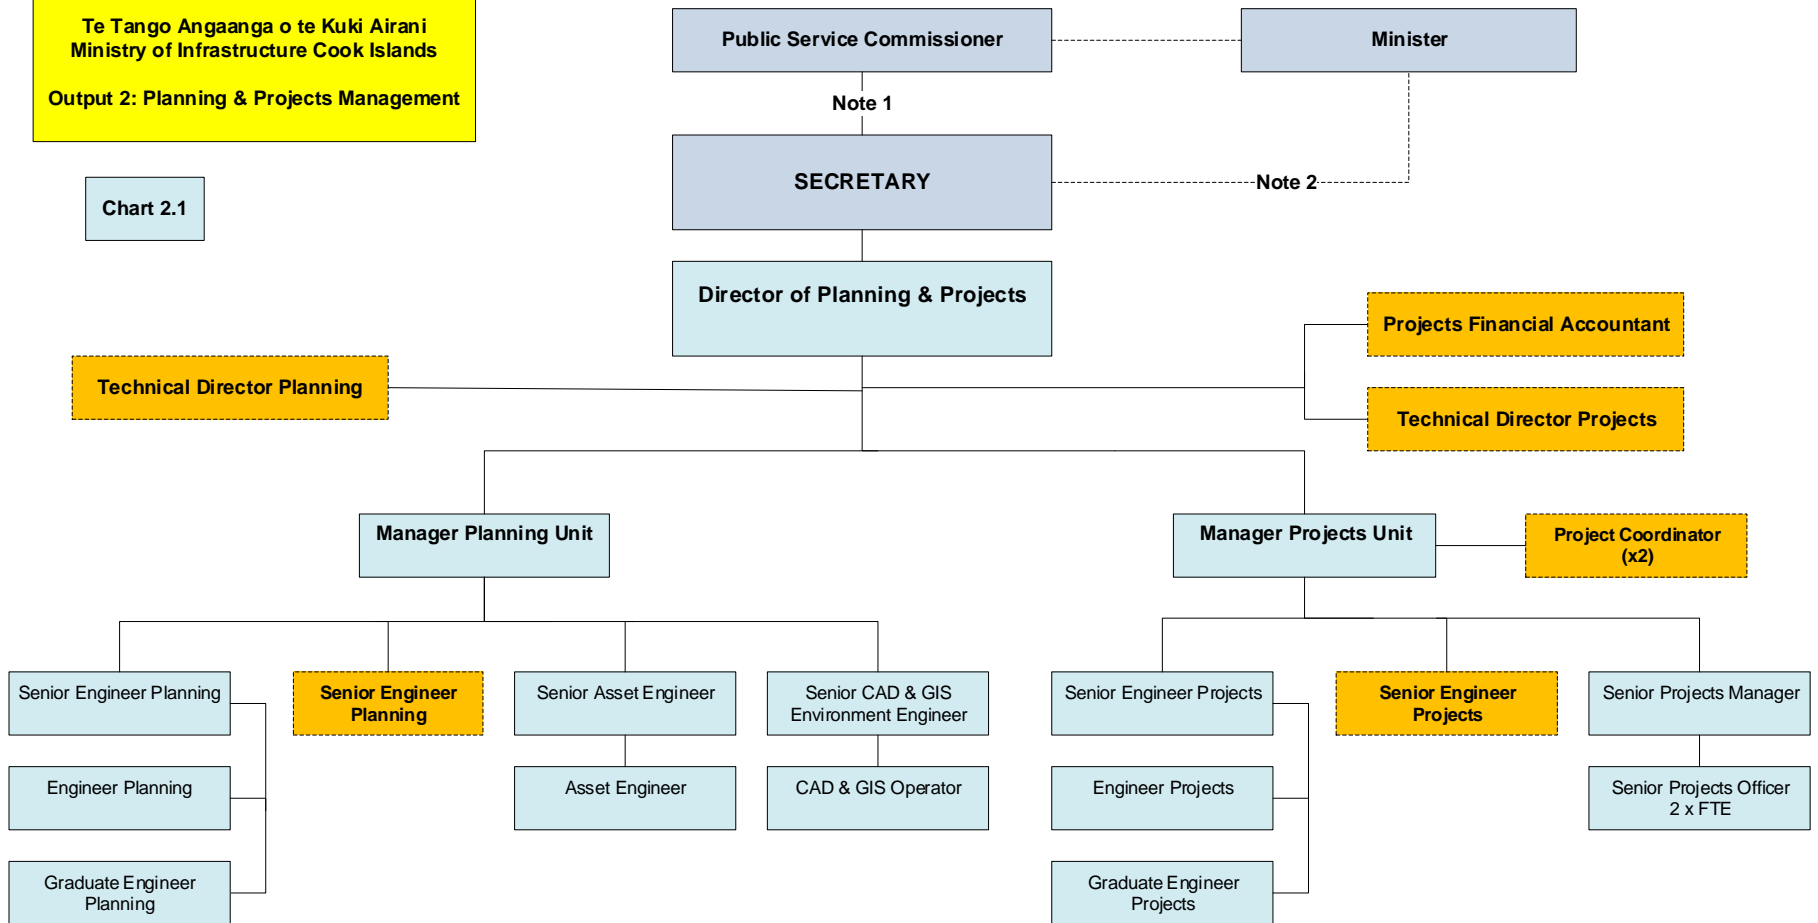 Te Tango Angaanga o te Kuki Airani
Ministry of Infrastructure Cook Islands
Output 2: Planning & Projects Management
Public Service Commissioner
Minister
Note 1
Chart 2.1
SECRETARY
Note 2
Director of Planning & Projects
Projects Financial Accountant
Technical Director Planning
Technical Director Projects
Manager Planning Unit
Manager Projects Unit
Project Coordinator
(x2)
Senior Engineer Planning
Senior Engineer
Planning
Senior Asset Engineer
Senior CAD & GIS
Environment Engineer
Senior Engineer Projects
Senior Engineer
Projects
Senior Projects Manager
Engineer Planning
Asset Engineer
CAD & GIS Operator
Engineer Projects
Senior Projects Officer
2 x FTE
Graduate Engineer
Planning
Graduate Engineer
Projects